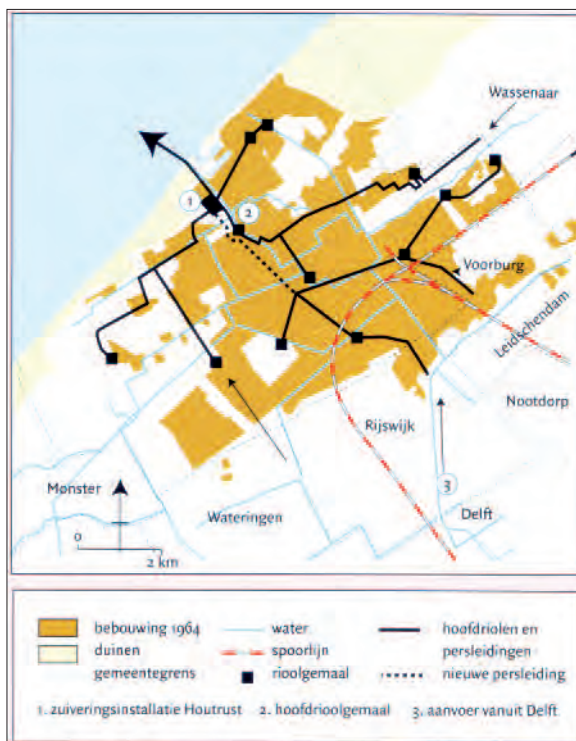 Wassenaar
1
2
Voorburg
Leidschendam
Nootdorp
Rijswijk
3
Monster
Delft
Wateringen
0
2 km
bebouwing 1964
water
hoofdriolen en
duinen
spoorlijn
persleidingen
gemeentegrens
rioolgemaal
nieuwe persleiding
1. zuiveringsinstallatie Houtrust 2. hoofdrioolgemaal 3. aanvoer vanuit Delft